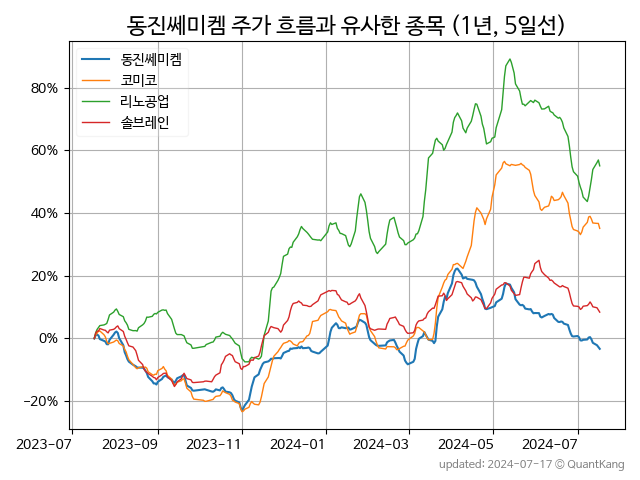 동진쎄미켐 주가 흐름과 유사한 종목 (1년, 5일선)
동진쎄미켐
코미코
리노공업
솔브레인
80%
60%
40%
20%
0%
−20%
2023-07 2023-09 2023-11 2024-01 2024-03 2024-05 2024-07
updated: 2024-07-17 © QuantKang